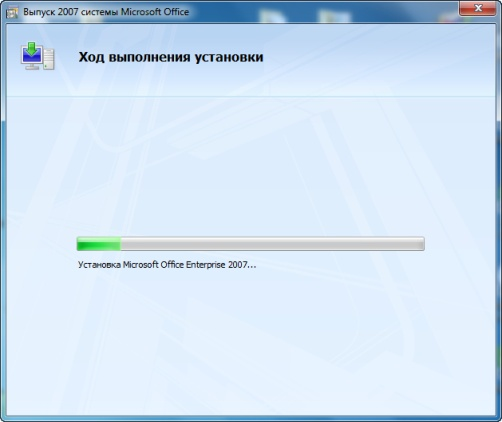 Выпуск 2007 системы Microsoft Office
Ход выполнения установки
Установка Microsoft Office Enterprise 2007...